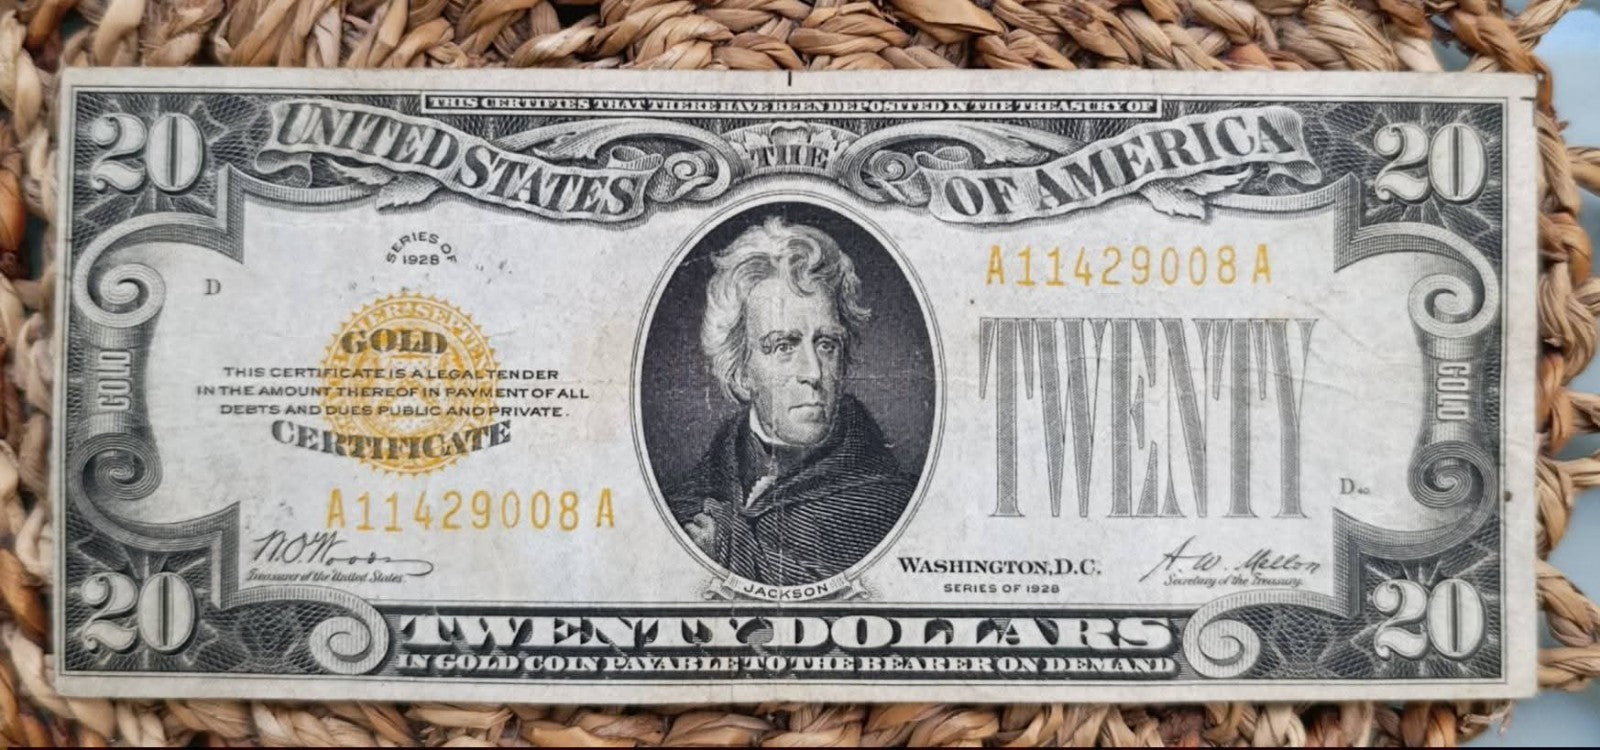 THIS CERTIFIES THAT THERE HAVE BEEN DEPOSITED IN THE TREASURY OF
20
UNITED STATES THE OF AMERICA
20
SERIES OF
1928
A11429008A
D
GOLD
THIS CERTIFICATE IS A LEGAL TENDER
IN THE AMOUNT THEREOF IN PAYMENT OF ALL
DEBTS AND DUES PUBLIC AND PRIVATE.
CERTIFICATE
GOLD
TWENTY
GOLD
A11429008A
D
W.O. Woods
Treasurer of the United States
WASHINGTON, D.C.
SERIES OF 1928
A. W. Mellon
Secretary of the Treasury.
JACKSON
20
TWENTY DOLLARS
20
IN GOLD COIN PAYABLE TO THE BEARER ON DEMAND